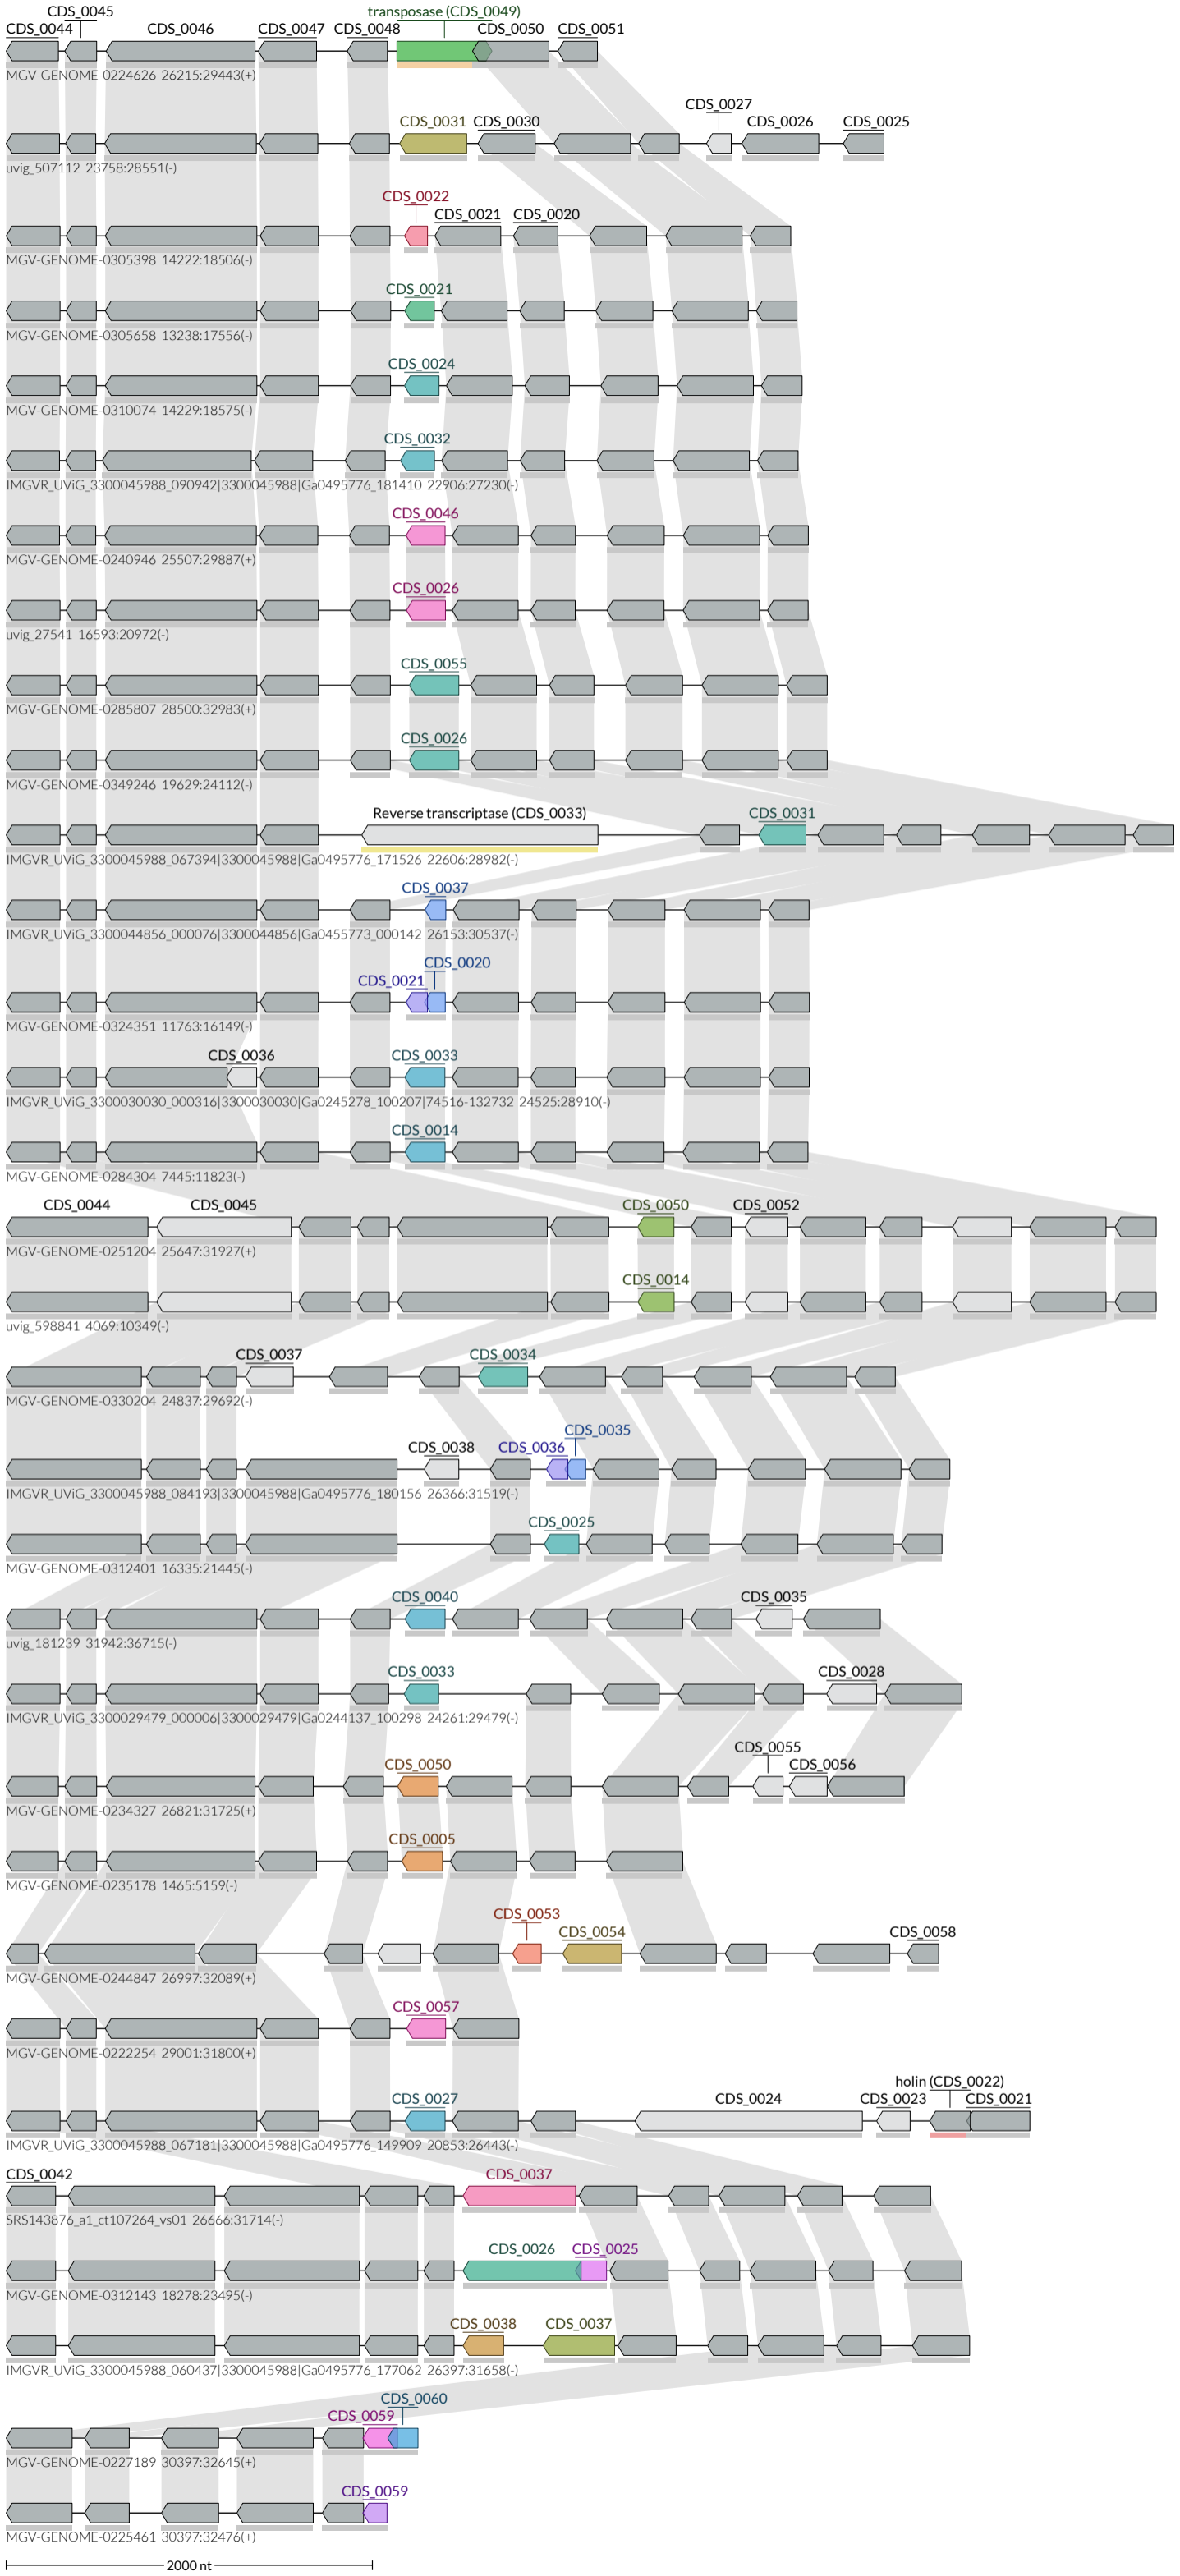 CDS_0045
transposase (CDS_0049)
CDS_0044 CDS_0046 CDS_0047 CDS_0048 CDS_0050 CDS_0051
MGV-GENOME-0224626 26215:29443(+)
CDS_0027
CDS_0031 CDS_0030 CDS_0026 CDS_0025
uvig_507112 23758:28551(-)
CDS_0022
CDS_0021 CDS_0020
MGV-GENOME-0305398 14222:18506(-)
CDS_0021
MGV-GENOME-0305658 13238:17556(-)
CDS_0024
MGV-GENOME-0310074 14229:18575(-)
CDS_0032
IMGVR_UViG_3300045988_090942|3300045988|Ga0495776_181410 22906:27230(-)
CDS_0046
MGV-GENOME-0240946 25507:29887(+)
CDS_0026
uvig_27541 16593:20972(-)
CDS_0055
MGV-GENOME-0285807 28500:32983(+)
CDS_0026
MGV-GENOME-0349246 19629:24112(-)
Reverse transcriptase (CDS_0033) CDS_0031
IMGVR_UViG_3300045988_067394|3300045988|Ga0495776_171526 22606:28982(-)
CDS_0037
IMGVR_UViG_3300044856_000076|3300044856|Ga0455773_000142 26153:30537(-)
CDS_0020
CDS_0021
MGV-GENOME-0324351 11763:16149(-)
CDS_0036 CDS_0033
IMGVR_UViG_3300030030_000316|3300030030|Ga0245278_100207|74516-132732 24525:28910(-)
CDS_0014
MGV-GENOME-0284304 7445:11823(-)
CDS_0044 CDS_0045 CDS_0050 CDS_0052
MGV-GENOME-0251204 25647:31927(+)
CDS_0014
uvig_598841 4069:10349(-)
CDS_0037 CDS_0034
MGV-GENOME-0330204 24837:29692(-)
CDS_0035
CDS_0038 CDS_0036
IMGVR_UViG_3300045988_084193|3300045988|Ga0495776_180156 26366:31519(-)
CDS_0025
MGV-GENOME-0312401 16335:21445(-)
CDS_0040 CDS_0035
uvig_181239 31942:36715(-)
CDS_0033 CDS_0028
IMGVR_UViG_3300029479_000006|3300029479|Ga0244137_100298 24261:29479(-)
CDS_0055
CDS_0050 CDS_0056
MGV-GENOME-0234327 26821:31725(+)
CDS_0005
MGV-GENOME-0235178 1465:5159(-)
CDS_0053
CDS_0054 CDS_0058
MGV-GENOME-0244847 26997:32089(+)
CDS_0057
MGV-GENOME-0222254 29001:31800(+)
holin (CDS_0022)
CDS_0027 CDS_0024 CDS_0023 CDS_0021
IMGVR_UViG_3300045988_067181|3300045988|Ga0495776_149909 20853:26443(-)
CDS_0042 CDS_0037
SRS143876_a1_ct107264_vs01 26666:31714(-)
CDS_0026 CDS_0025
MGV-GENOME-0312143 18278:23495(-)
CDS_0038 CDS_0037
IMGVR_UViG_3300045988_060437|3300045988|Ga0495776_177062 26397:31658(-)
CDS_0060
CDS_0059
MGV-GENOME-0227189 30397:32645(+)
CDS_0059
MGV-GENOME-0225461 30397:32476(+)
2000 nt